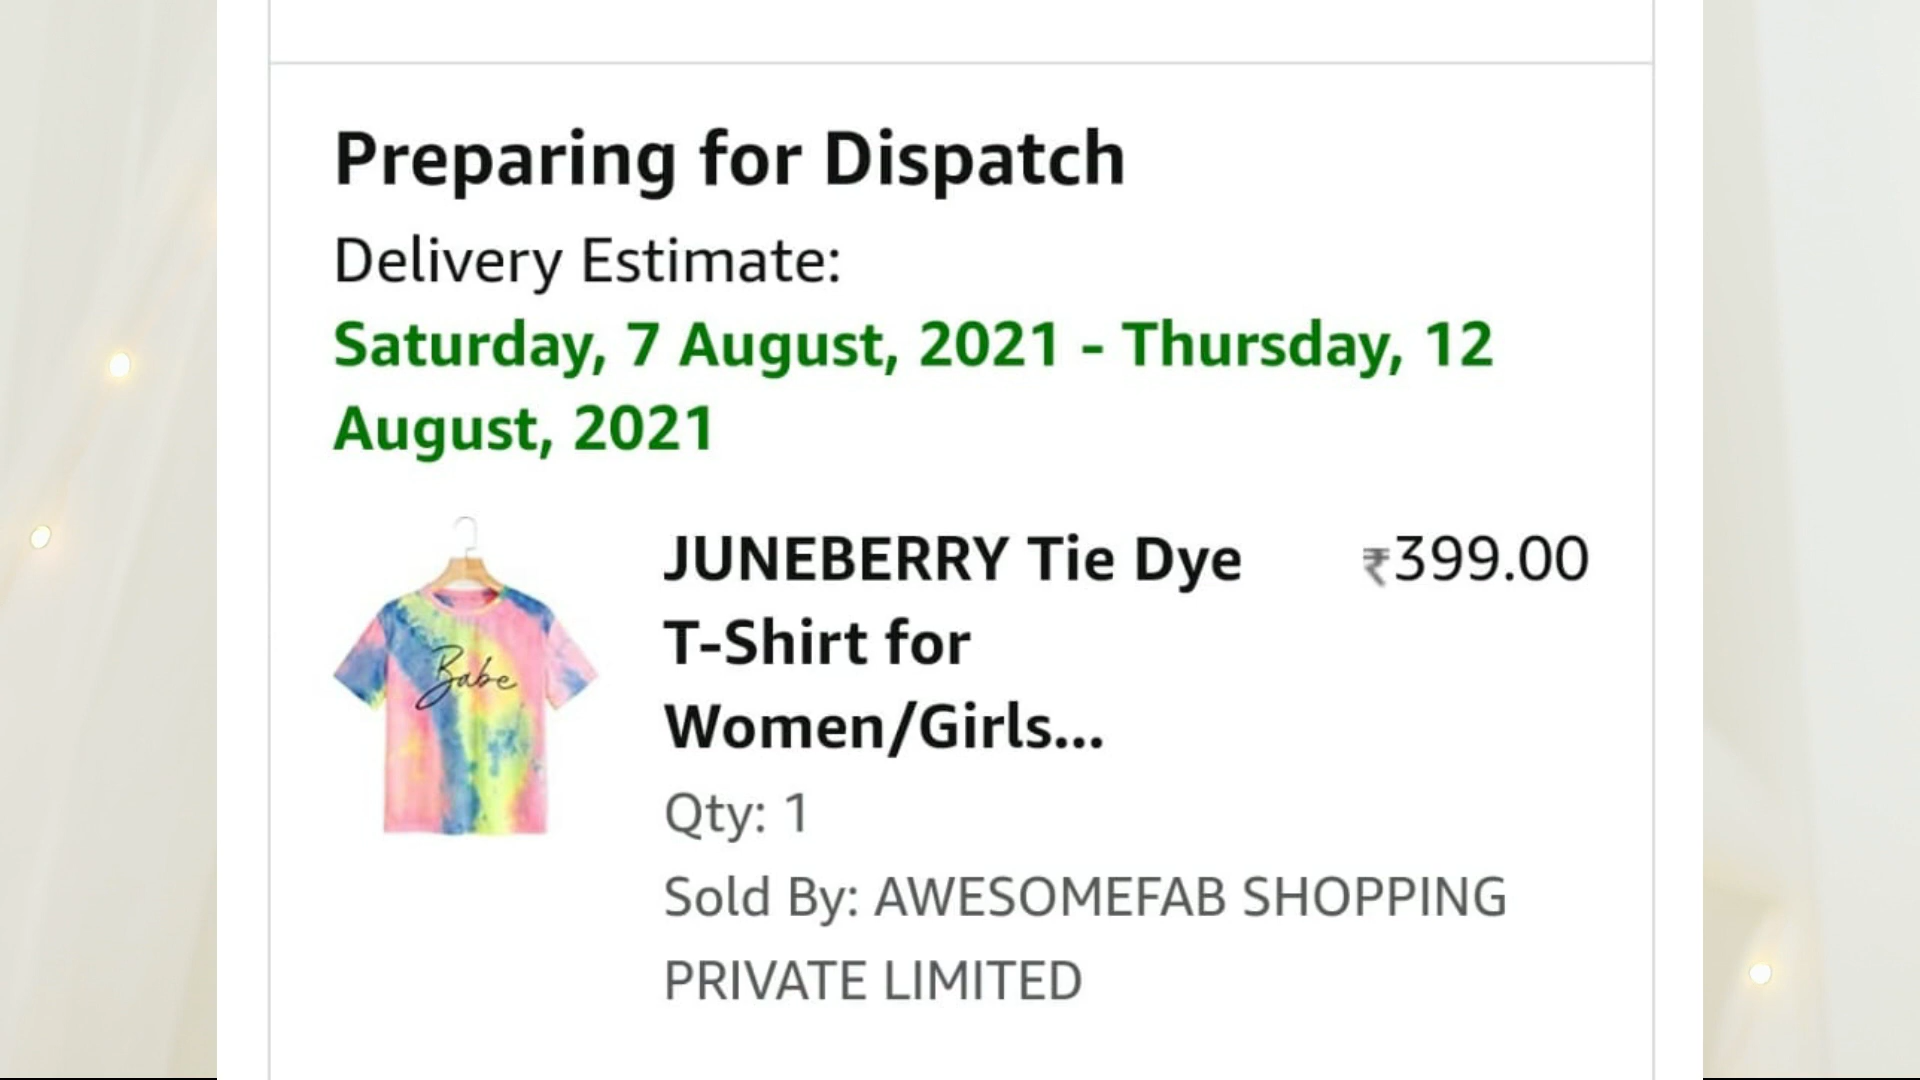 Preparing for Dispatch
Delivery Estimate:
Saturday, 7 August, 2021 - Thursday, 12
August, 2021
JUNEBERRY Tie Dye ₹399.00
T-Shirt for
Women/Girls...
Babe
Qty: 1
Sold By: AWESOMEFAB SHOPPING
PRIVATE LIMITED